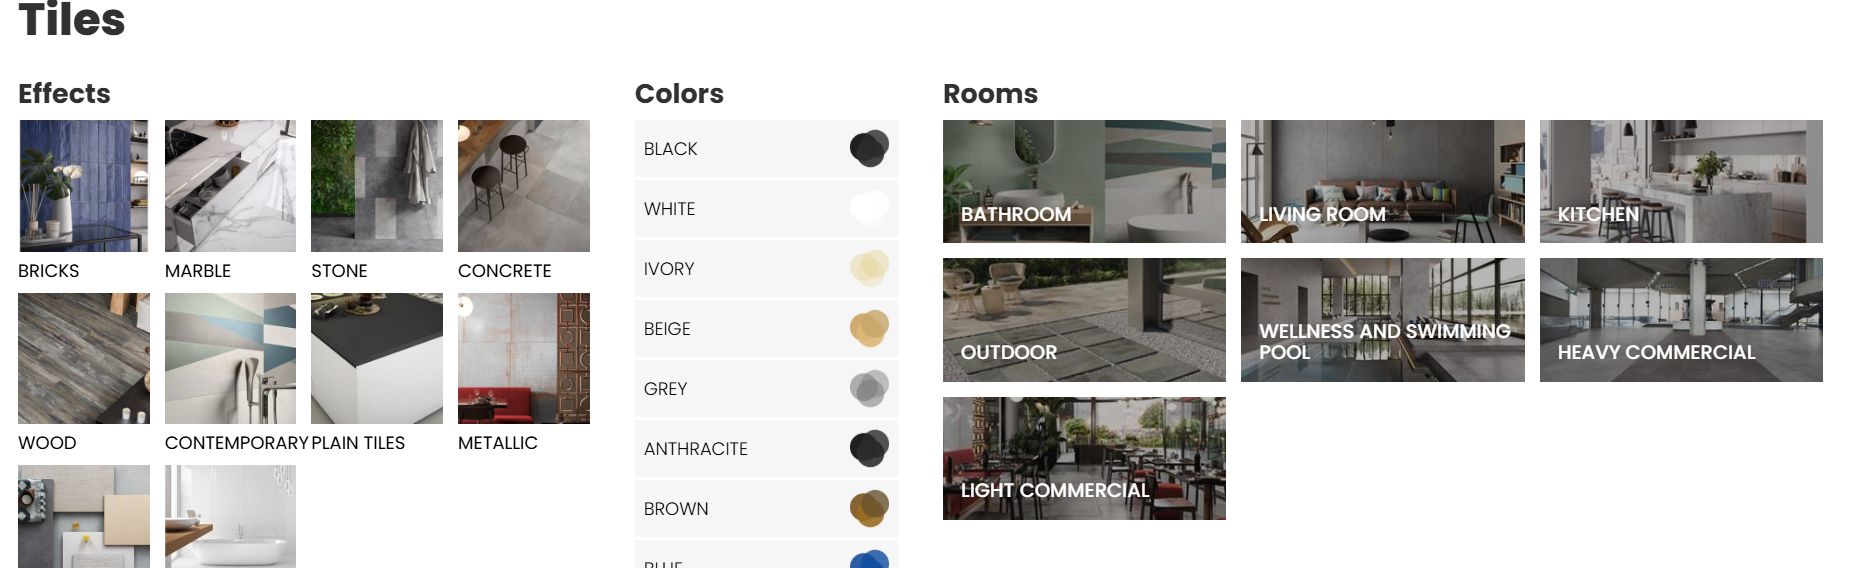 Tiles
Effects
BRICKS
MARBLE
STONE
CONCRETE
WOOD
CONTEMPORARY
PLAIN TILES
METALLIC
Colors
BLACK
WHITE
IVORY
BEIGE
GREY
ANTHRACITE
BROWN
BLUE
Rooms
BATHROOM
LIVING ROOM
KITCHEN
OUTDOOR
WELLNESS AND SWIMMING
POOL
HEAVY COMMERCIAL
LIGHT COMMERCIAL